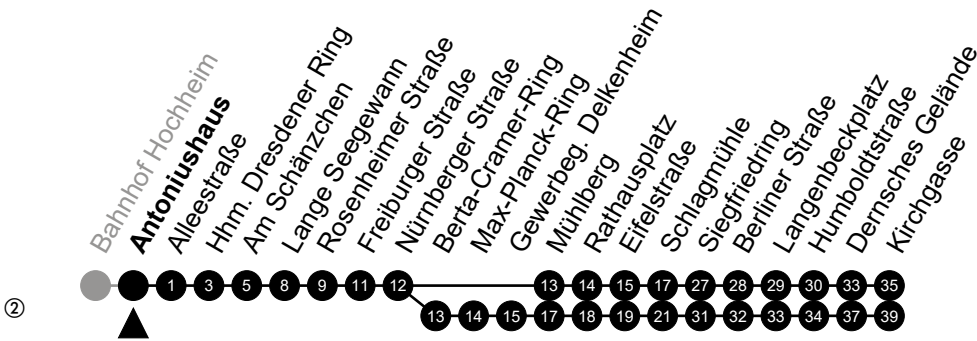 Bahnhof Hochheim
Antoniushaus
Alleestraße
Hhm. Dresdener Ring
Am Schänzchen
Lange Seegewann
Rosenheimer Straße
Freiburger Straße
Nürnberger Straße
Berta-Cramer-Ring
Max-Planck-Ring
Gewerbeg. Delkenheim
Mühlberg
Rathausplatz
Eifelstraße
Schlagmühle
Siegfriedring
Berliner Straße
Langenbeckplatz
Humboldtstraße
Dernsches Gelände
Kirchgasse
1 3 5 8 9 11 12 13 14 15 17 27 28 29 30 33 35
② 13 14 15 17 18 19 21 31 32 33 34 37 39